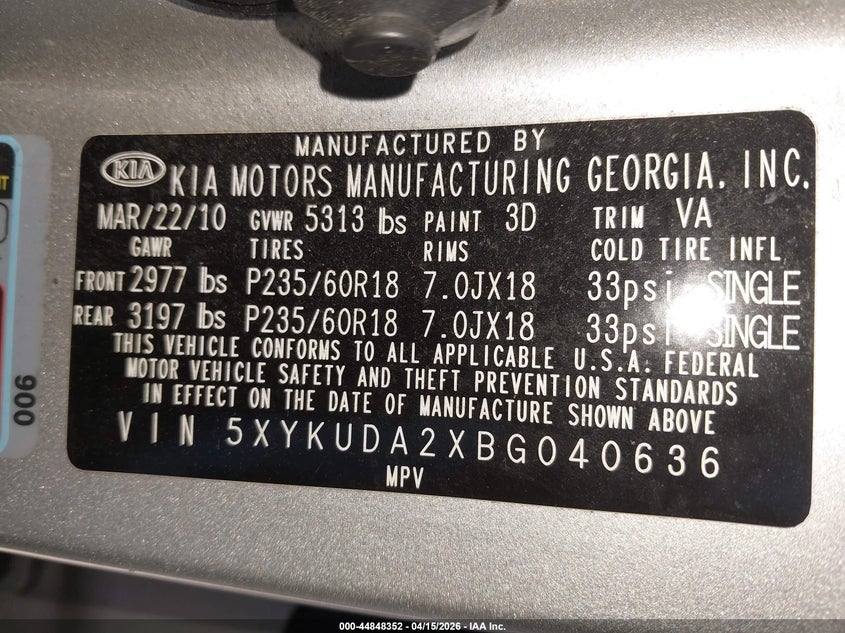 MANUFACTURED BY
KIA KIA MOTORS MANUFACTURING GEORGIA, INC.
MAR/22/10 GVWR 5313 lbs PAINT 3D TRIM VA
GAWR TIRES RIMS COLD TIRE INFL
FRONT 2977 lbs P235/60R18 7.0JX18 33psi, SINGLE
REAR 3197 lbs P235/60R18 7.0JX18 33psi, SINGLE
THIS VEHICLE CONFORMS TO ALL APPLICABLE U.S.A. FEDERAL
MOTOR VEHICLE SAFETY AND THEFT PREVENTION STANDARDS
IN EFFECT ON THE DATE OF MANUFACTURE SHOWN ABOVE
VIN 5XYKUDA2XBG040636
MPV
006
000-44848352 - 04/15/2026 - IAA Inc.